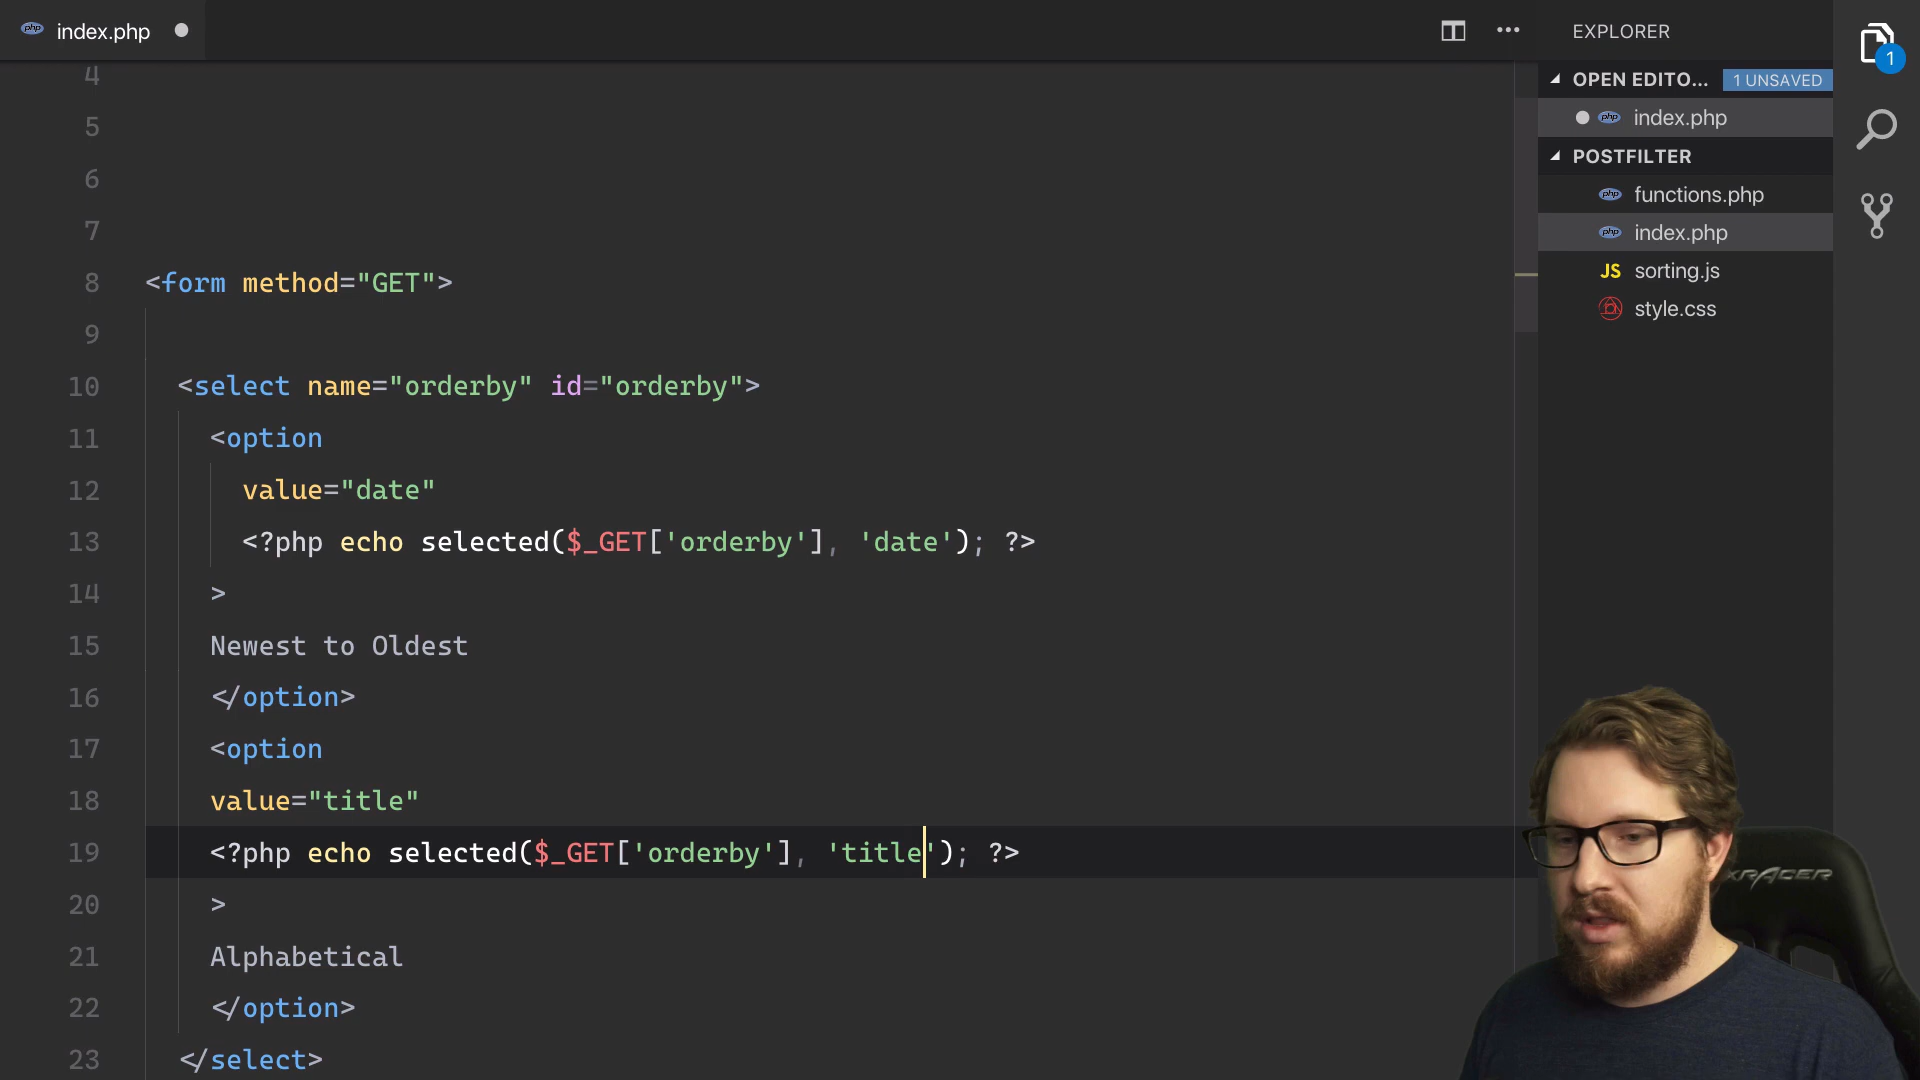 index.php
EXPLORER
OPEN EDITO... 1 UNSAVED
index.php
POSTFILTER
functions.php
index.php
JS sorting.js
style.css
1
4
5
6
7
8 <form method="GET">
9
10 <select name="orderby" id="orderby">
11 <option
12 value="date"
13 <?php echo selected($_GET['orderby'], 'date'); ?>
14 >
15 Newest to Oldest
16 </option>
17 <option
18 value="title"
19 <?php echo selected($_GET['orderby'], 'title'); ?>
20 >
21 Alphabetical
22 </option>
23 </select>
XRACER